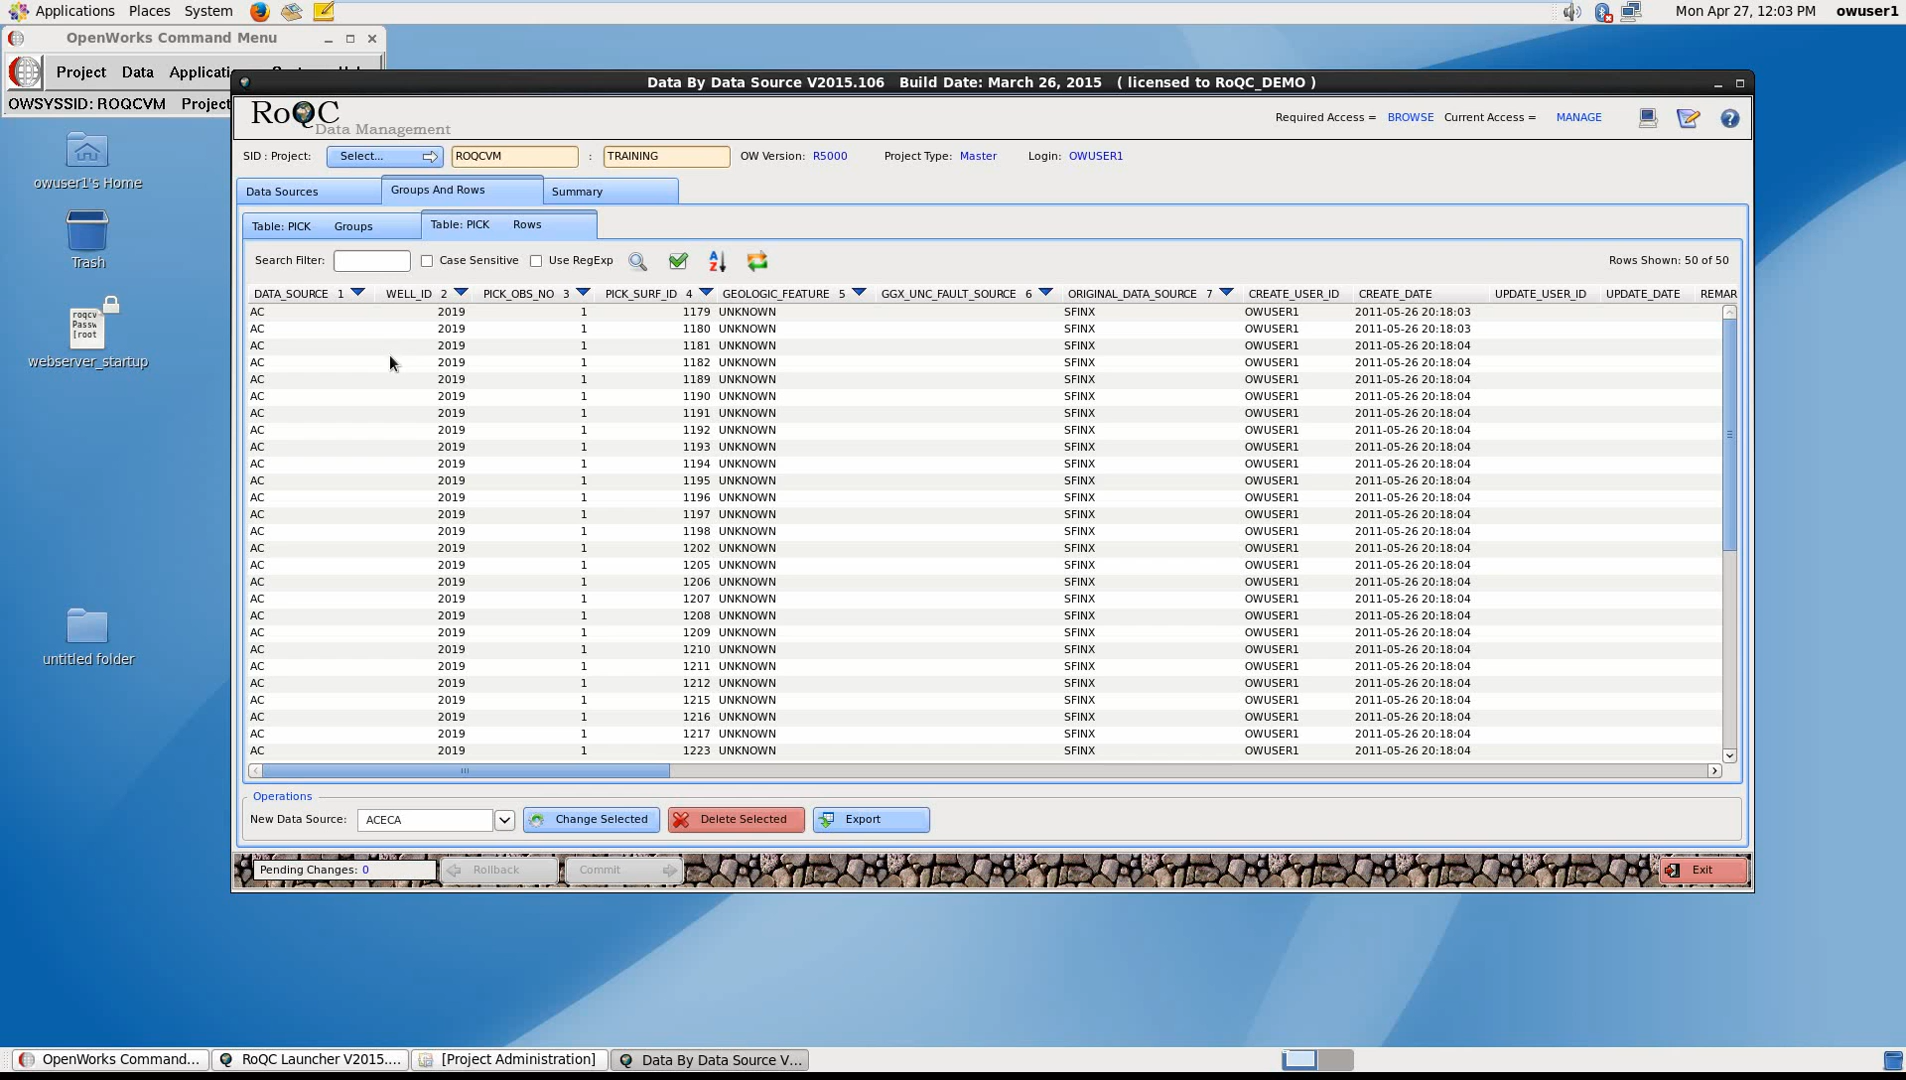 Applications Places System Mon Apr 27, 12:03 PM owuser1
OpenWorks Command Menu
Project Data
OWSYSSID: ROQCVM Project
owuser1's Home
Trash
roqcv
Passw
[root
webserver_startup
untitled folder
Data By Data Source V2015.106 Build Date: March 26, 2015 ( licensed to RoQC_DEMO )
RoQC
Data Management
Required Access = BROWSE Current Access = MANAGE
SID : Project: Select... ROQCVM : TRAINING OW Version: R5000 Project Type: Master Login: OWUSER1
Data Sources Groups And Rows Summary
Table: PICK Groups Table: PICK Rows
Search Filter: Case Sensitive Use RegExp Rows Shown: 50 of 50
DATA_SOURCE 1 WELL_ID 2 PICK_OBS_NO 3 PICK_SURF_ID 4 GEOLOGIC_FEATURE 5 GGX_UNC_FAULT_SOURCE 6 ORIGINAL_DATA_SOURCE 7 CREATE_USER_ID CREATE_DATE UPDATE_USER_ID UPDATE_DATE REMAR
AC 2019 1 1179 UNKNOWN SFINX OWUSER1 2011-05-26 20:18:03
AC 2019 1 1180 UNKNOWN SFINX OWUSER1 2011-05-26 20:18:03
AC 2019 1 1181 UNKNOWN SFINX OWUSER1 2011-05-26 20:18:04
AC 2019 1 1182 UNKNOWN SFINX OWUSER1 2011-05-26 20:18:04
AC 2019 1 1189 UNKNOWN SFINX OWUSER1 2011-05-26 20:18:04
AC 2019 1 1190 UNKNOWN SFINX OWUSER1 2011-05-26 20:18:04
AC 2019 1 1191 UNKNOWN SFINX OWUSER1 2011-05-26 20:18:04
AC 2019 1 1192 UNKNOWN SFINX OWUSER1 2011-05-26 20:18:04
AC 2019 1 1193 UNKNOWN SFINX OWUSER1 2011-05-26 20:18:04
AC 2019 1 1194 UNKNOWN SFINX OWUSER1 2011-05-26 20:18:04
AC 2019 1 1195 UNKNOWN SFINX OWUSER1 2011-05-26 20:18:04
AC 2019 1 1196 UNKNOWN SFINX OWUSER1 2011-05-26 20:18:04
AC 2019 1 1197 UNKNOWN SFINX OWUSER1 2011-05-26 20:18:04
AC 2019 1 1198 UNKNOWN SFINX OWUSER1 2011-05-26 20:18:04
AC 2019 1 1202 UNKNOWN SFINX OWUSER1 2011-05-26 20:18:04
AC 2019 1 1205 UNKNOWN SFINX OWUSER1 2011-05-26 20:18:04
AC 2019 1 1206 UNKNOWN SFINX OWUSER1 2011-05-26 20:18:04
AC 2019 1 1207 UNKNOWN SFINX OWUSER1 2011-05-26 20:18:04
AC 2019 1 1208 UNKNOWN SFINX OWUSER1 2011-05-26 20:18:04
AC 2019 1 1209 UNKNOWN SFINX OWUSER1 2011-05-26 20:18:04
AC 2019 1 1210 UNKNOWN SFINX OWUSER1 2011-05-26 20:18:04
AC 2019 1 1211 UNKNOWN SFINX OWUSER1 2011-05-26 20:18:04
AC 2019 1 1212 UNKNOWN SFINX OWUSER1 2011-05-26 20:18:04
AC 2019 1 1215 UNKNOWN SFINX OWUSER1 2011-05-26 20:18:04
AC 2019 1 1216 UNKNOWN SFINX OWUSER1 2011-05-26 20:18:04
AC 2019 1 1217 UNKNOWN SFINX OWUSER1 2011-05-26 20:18:04
AC 2019 1 1223 UNKNOWN SFINX OWUSER1 2011-05-26 20:18:04
Operations
New Data Source: ACECA Change Selected Delete Selected Export
Pending Changes: 0 Rollback Commit Exit
OpenWorks Command... RoQC Launcher V2015.... [Project Administration] Data By Data Source V...